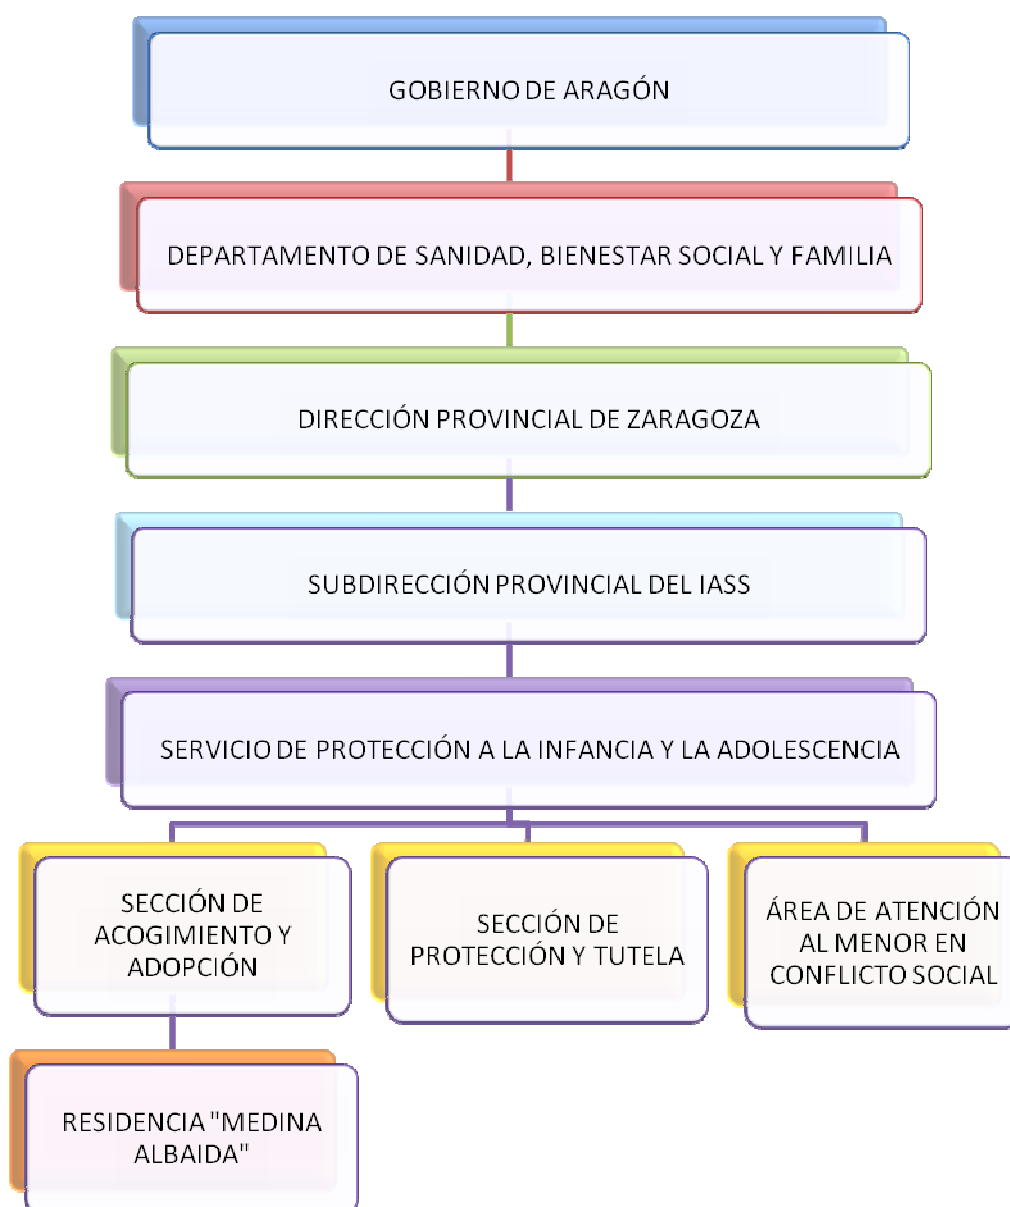 GOBIERNO DE ARAGÓN
DEPARTAMENTO DE SANIDAD, BIENESTAR SOCIAL Y FAMILIA
DIRECCIÓN PROVINCIAL DE ZARAGOZA
SUBDIRECCIÓN PROVINCIAL DEL IASS
SERVICIO DE PROTECCIÓN A LA INFANCIA Y LA ADOLESCENCIA
SECCIÓN DE
ACOGIMIENTO Y
ADOPCIÓN
SECCIÓN DE
PROTECCIÓN Y TUTELA
ÁREA DE ATENCIÓN
AL MENOR EN
CONFLICTO SOCIAL
RESIDENCIA "MEDINA
ALBAIDA"